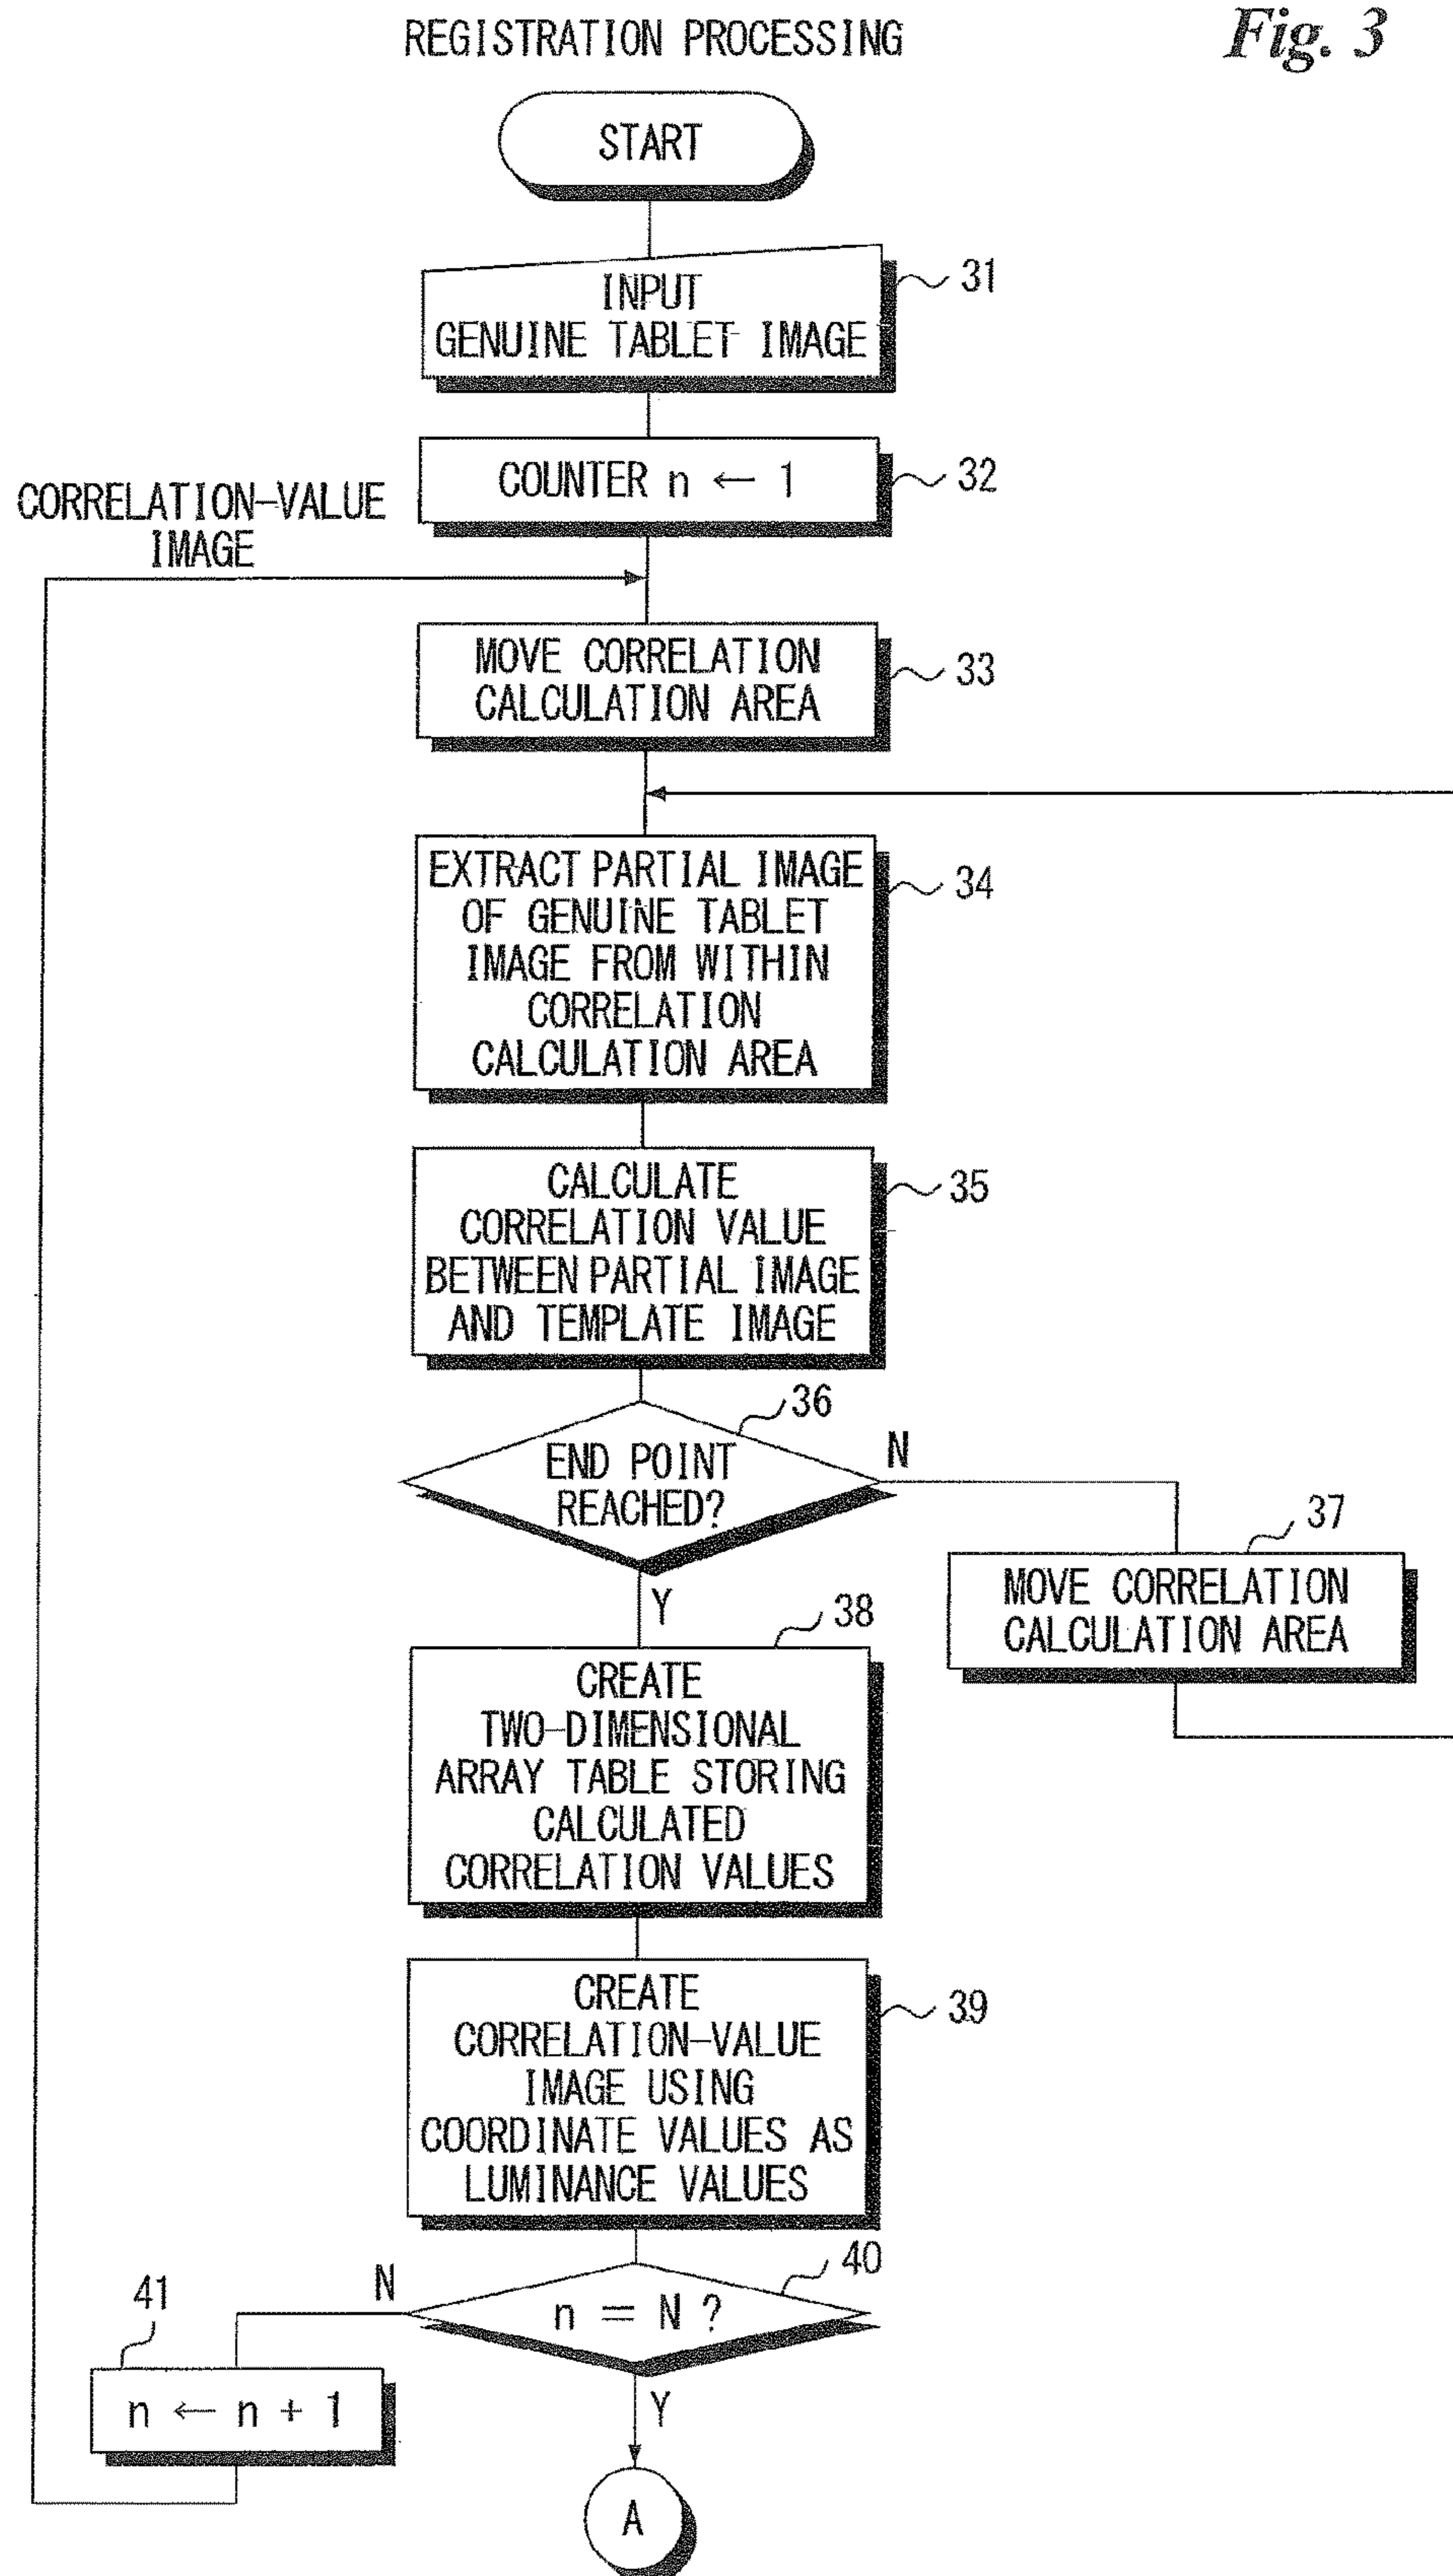 REGISTRATION PROCESSING
Fig. 3
START
INPUT
GENUINE TABLET IMAGE
31
COUNTER n ← 1
32
CORRELATION-VALUE
IMAGE
MOVE CORRELATION
CALCULATION AREA
33
EXTRACT PARTIAL IMAGE
OF GENUINE TABLET
IMAGE FROM WITHIN
CORRELATION
CALCULATION AREA
34
CALCULATE
CORRELATION VALUE
BETWEEN PARTIAL IMAGE
AND TEMPLATE IMAGE
35
END POINT
REACHED?
36
N
Y
37
MOVE CORRELATION
CALCULATION AREA
38
CREATE
TWO-DIMENSIONAL
ARRAY TABLE STORING
CALCULATED
CORRELATION VALUES
CREATE
CORRELATION-VALUE
IMAGE USING
COORDINATE VALUES AS
LUMINANCE VALUES
39
n = N ?
40
N
41
n ← n + 1
Y
A